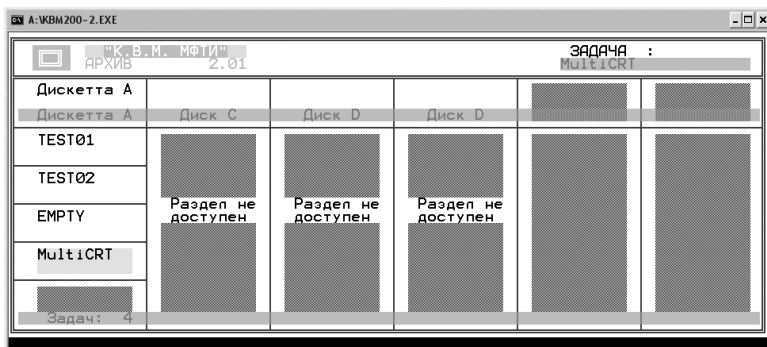 A:\KBM200~2.EXE
"К.В.М. МФТИ"
АРХИВ 2.01
ЗАДАЧА :
MultiCRT
Дискетта A
Дискетта A Диск C Диск D Диск D
TEST01
TEST02
EMPTY
MultiCRT
Раздел не доступен
Раздел не доступен
Раздел не доступен
Задач: 4